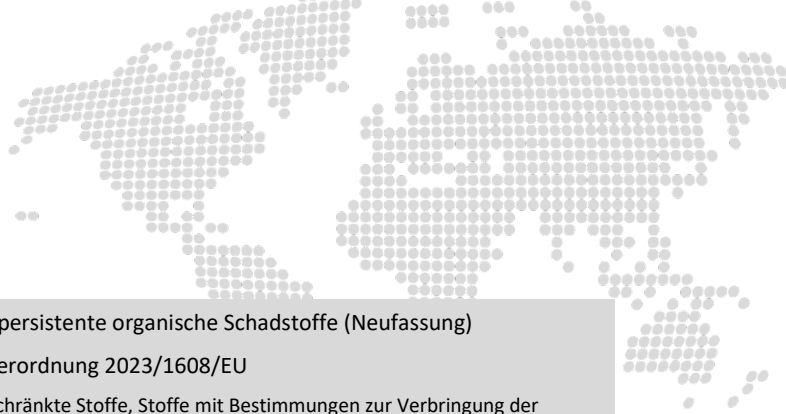 persistente organische Schadstoffe (Neufassung)
erordnung 2023/1608/EU
chränkte Stoffe, Stoffe mit Bestimmungen zur Verbringung der